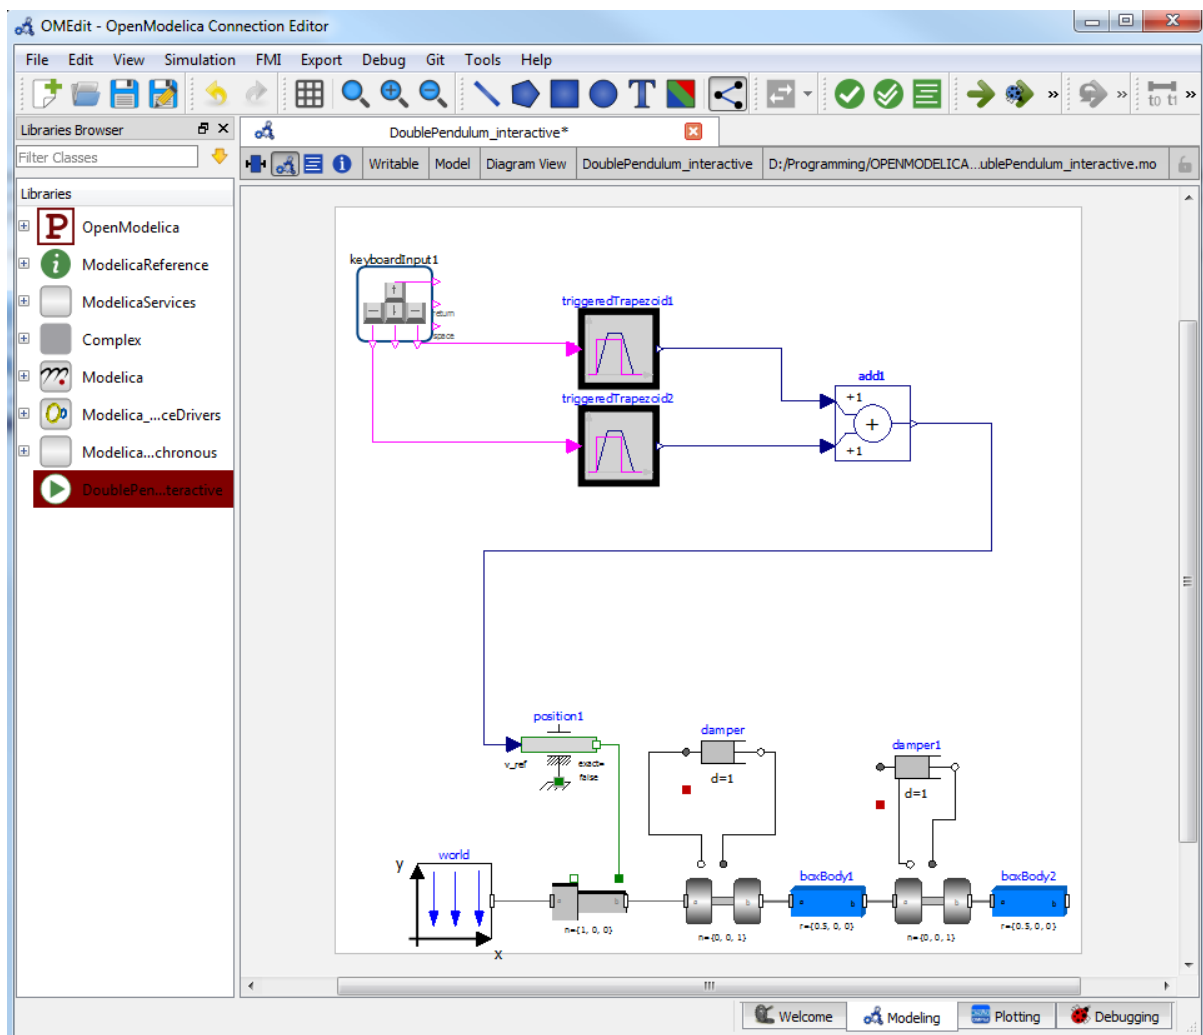 OMEdit - OpenModelica Connection Editor
File Edit View Simulation FMI Export Debug Git Tools Help
T » » to t1 »
Libraries Browser
DoublePendulum_interactive*
Filter Classes
Writable Model Diagram View DoublePendulum_interactive D:/Programming/OPENMODELICA...ublePendulum_interactive.mo
Libraries
P OpenModelica
i ModelicaReference
ModelicaServices
Complex
Modelica
Modelica_...ceDrivers
Modelica...chronous
DoublePen...teractive
keyboardInput1
return
space
triggeredTrapezoid1
triggeredTrapezoid2
add1
+1
+
+1
position1
v_ref
exact=
false
damper
d=1
damper1
d=1
world
y
x
a b
n={1, 0, 0}
a b
n={0, 0, 1}
boxBody1
a b
r={0.5, 0, 0}
a b
n={0, 0, 1}
boxBody2
a b
r={0.5, 0, 0}
Welcome Modeling Plotting Debugging